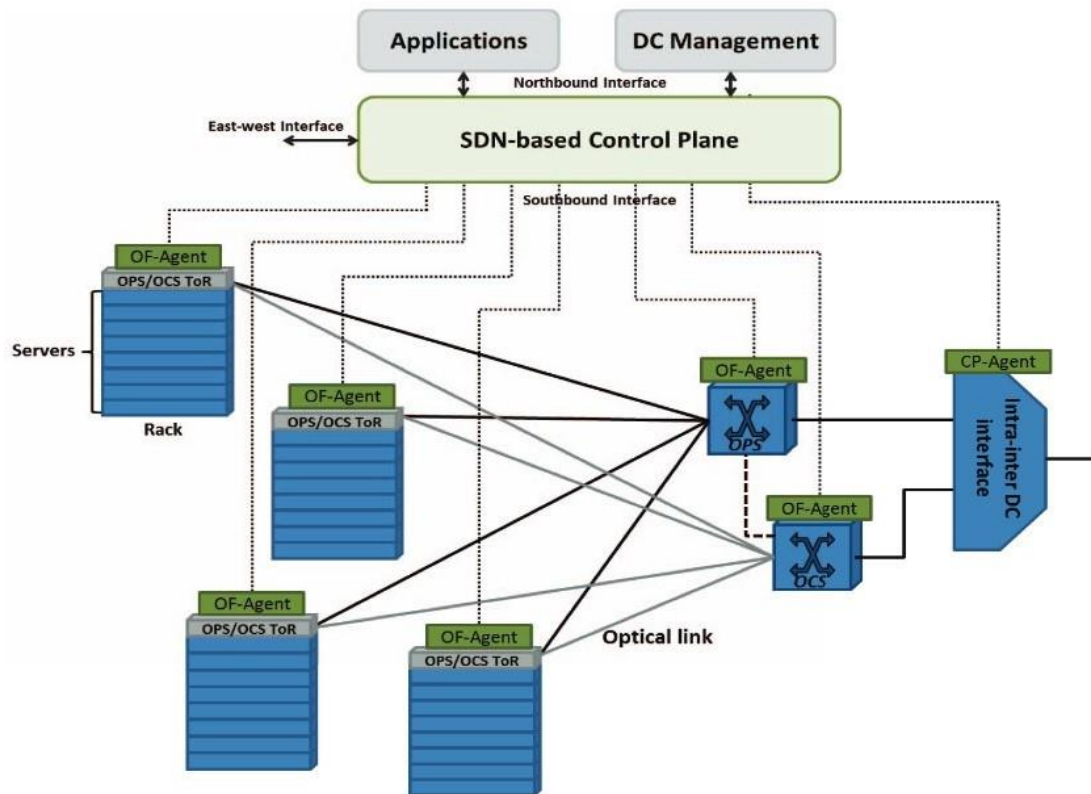 Applications
DC Management
Northbound Interface
East-west Interface
SDN-based Control Plane
Southbound Interface
OF-Agent
OPS/OCS ToR
Servers
Rack
OF-Agent
OPS/OCS ToR
OF-Agent
OPS
CP-Agent
Intra-inter DC
interface
OF-Agent
OCS
OF-Agent
OPS/OCS ToR
OF-Agent
OPS/OCS ToR
Optical link